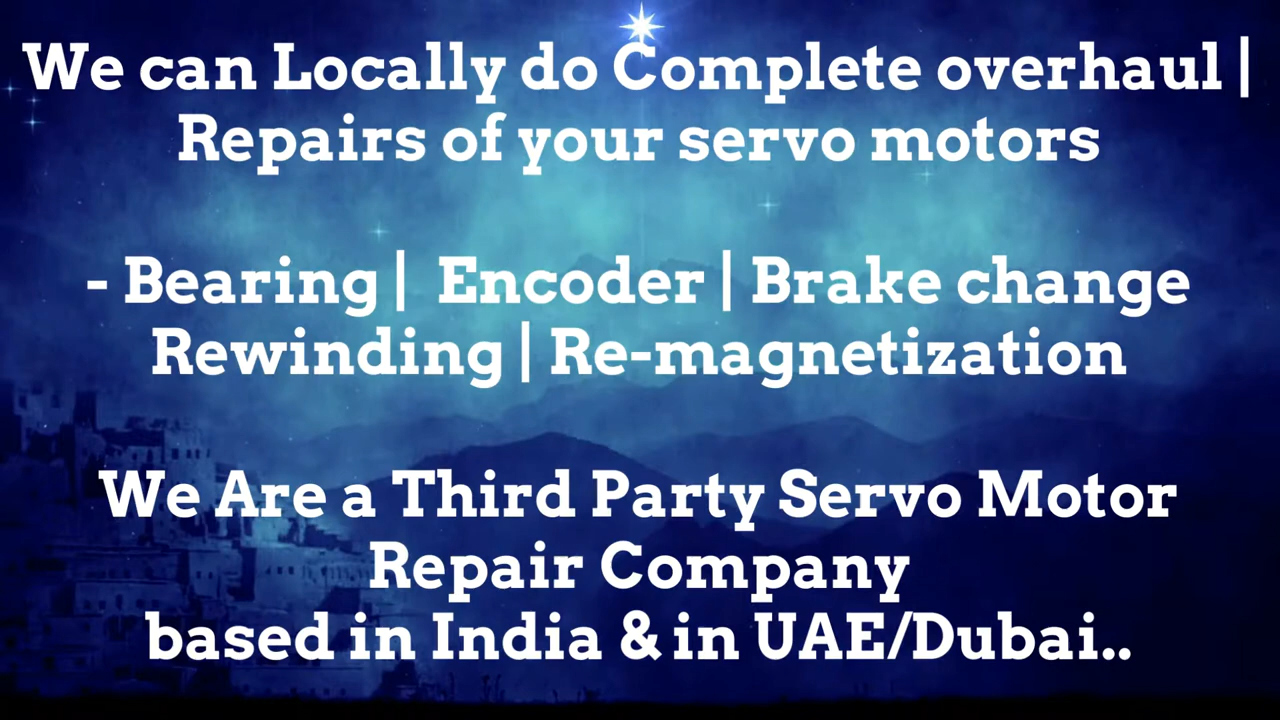 We can Locally do Complete overhaul |
Repairs of your servo motors
- Bearing | Encoder | Brake change
Rewinding | Re-magnetization
We Are a Third Party Servo Motor
Repair Company
based in India & in UAE/Dubai..